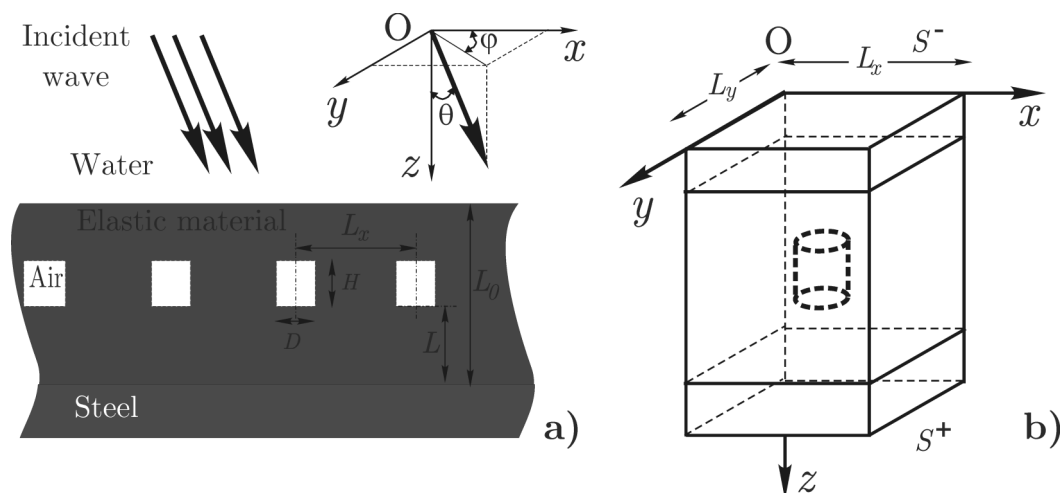 Incident
wave
Water
O
φ
x
y
θ
z
Elastic material
L_x
Air
H
L_0
D
L
Steel
a)
O
S^-
L_x
L_y
x
y
S^+
z
b)